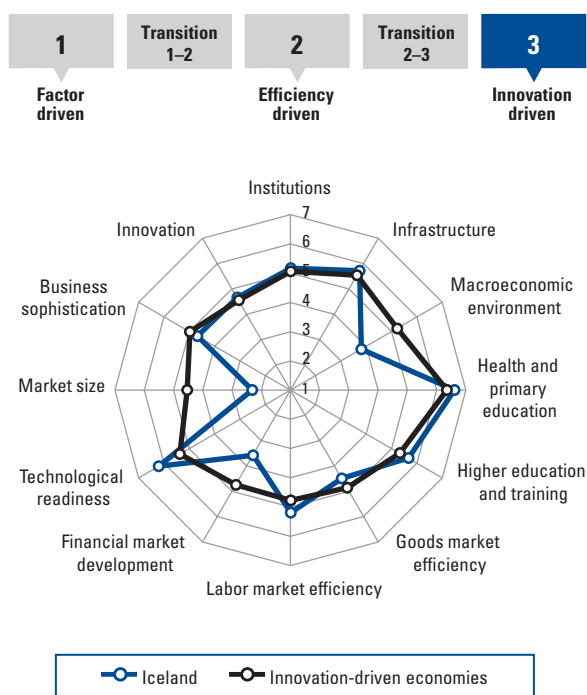 1
Transition
1–2
2
Transition
2–3
3
Factor
driven
Efficiency
driven
Innovation
driven
Institutions
Infrastructure
Macroeconomic
environment
Health and
primary
education
Higher education
and training
Goods market
efficiency
Labor market efficiency
Financial market
development
Technological
readiness
Market size
Business
sophistication
Innovation
7
6
5
4
3
2
1
Iceland
Innovation-driven economies